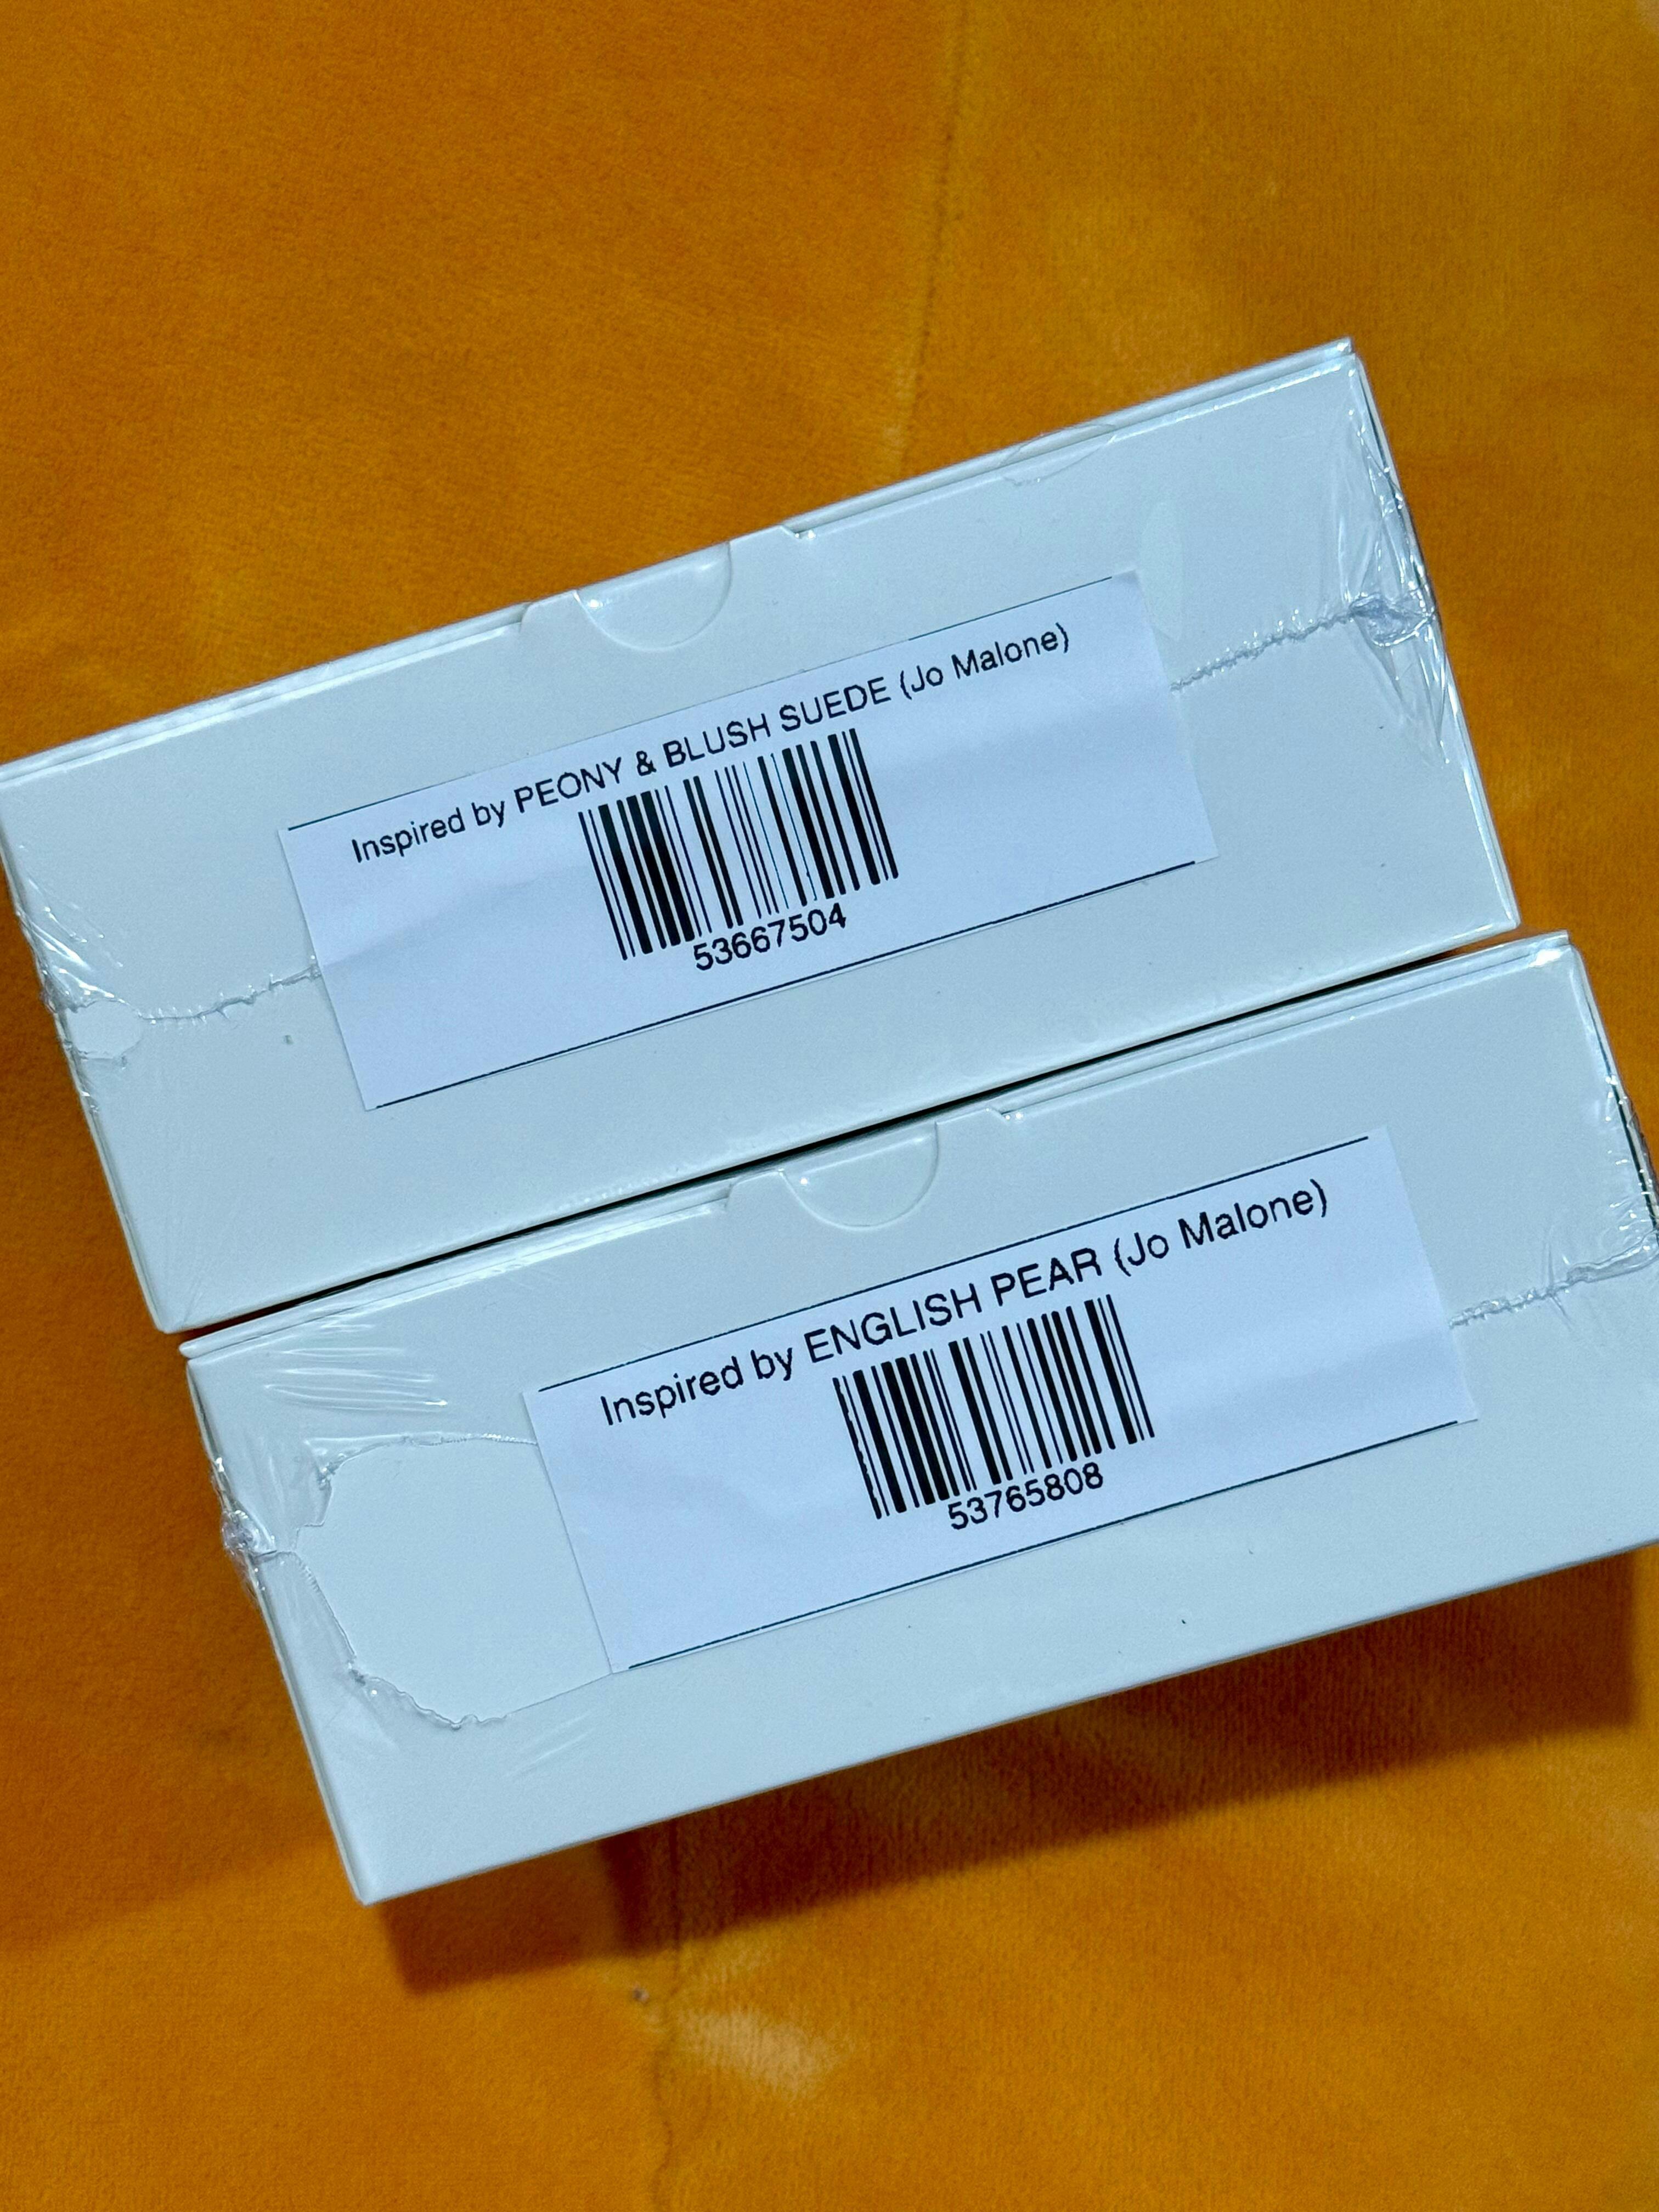 Inspired by PEONY & BLUSH SUEDE (Jo Malone)
53667504
Inspired by ENGLISH PEAR (Jo Malone)
53765808